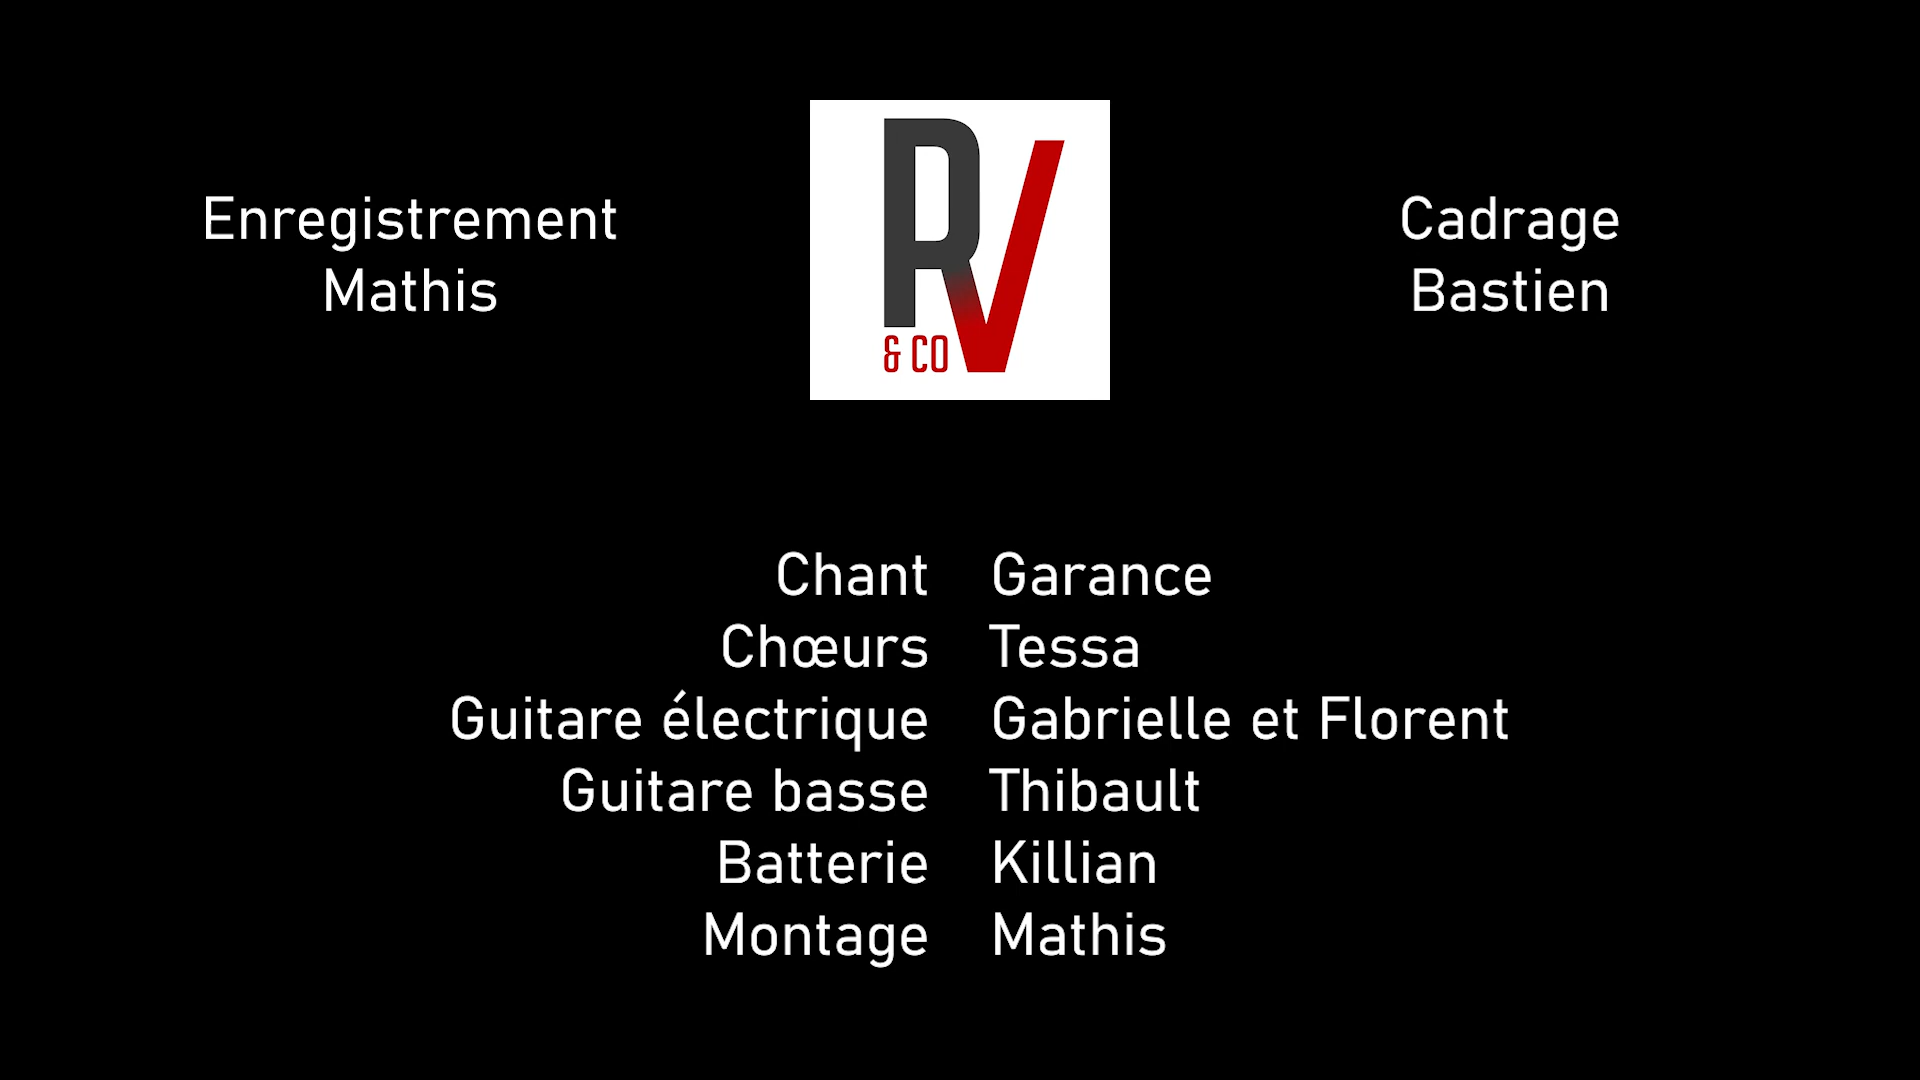 Enregistrement
Mathis
RV
& CO
Cadrage
Bastien
Chant Garance
Chœurs Tessa
Guitare électrique Gabrielle et Florent
Guitare basse Thibault
Batterie Killian
Montage Mathis